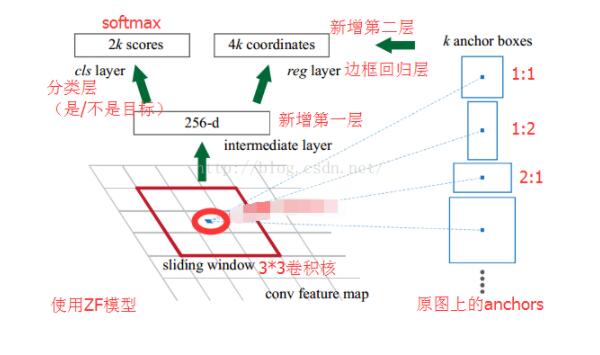 softmax
2k scores
4k coordinates
新增第二层
k anchor boxes
cls layer
reg layer
边框回归层
分类层
（是/不是目标）
1:1
256-d
新增第一层
intermediate layer
1:2
http://blog.csdn.net/
2:1
sliding window
3*3卷积核
conv feature map
使用ZF模型
原图上的anchors